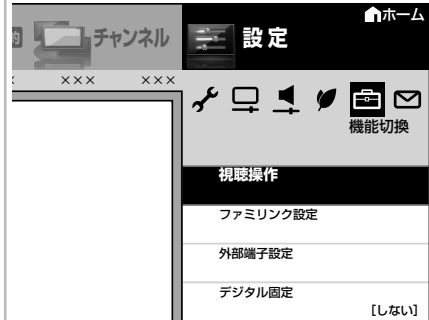 ホーム
チャンネル
設定
××× ×××
機能切換
視聴操作
ファミリンク設定
外部端子設定
デジタル固定
[しない]